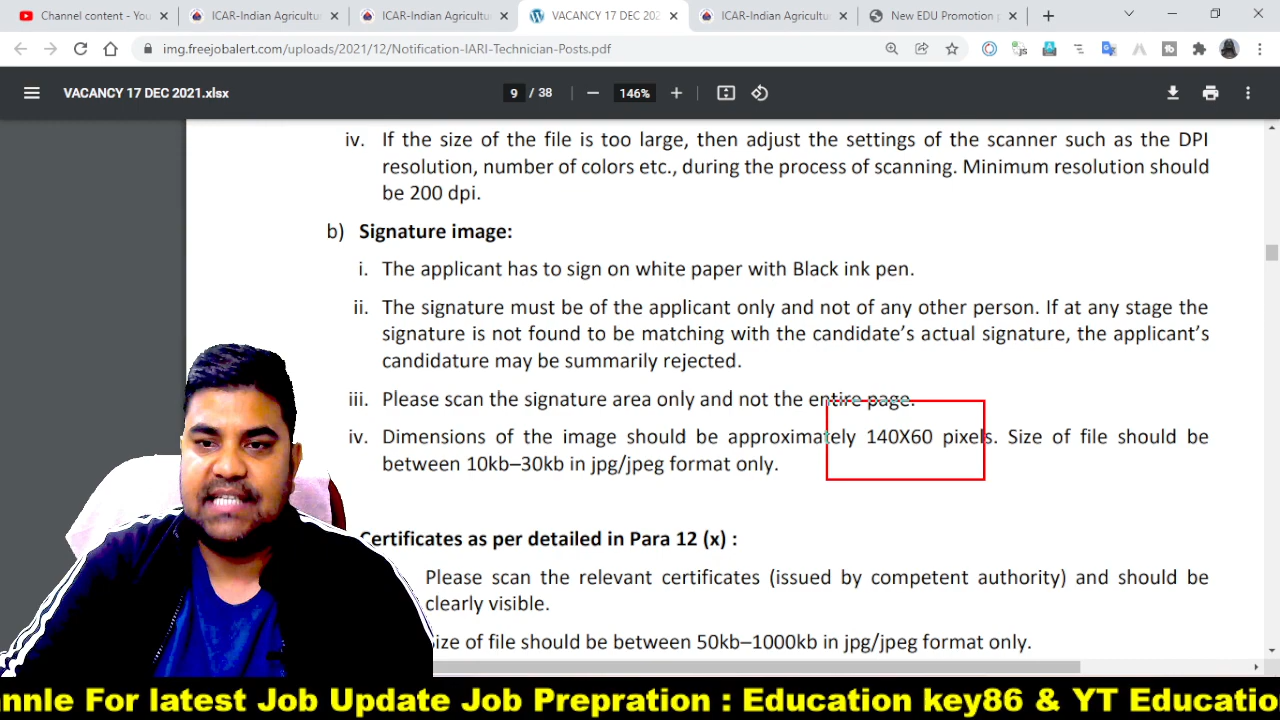 Channel content - You
ICAR-Indian Agricultu
ICAR-Indian Agricultu
VACANCY 17 DEC 202
ICAR-Indian Agricultu
New EDU Promotion
img.freejobalert.com/uploads/2021/12/Notification-IARI-Technician-Posts.pdf
VACANCY 17 DEC 2021.xlsx
9 / 38
146%
iv. If the size of the file is too large, then adjust the settings of the scanner such as the DPI
resolution, number of colors etc., during the process of scanning. Minimum resolution should
be 200 dpi.
b) Signature image:
i. The applicant has to sign on white paper with Black ink pen.
ii. The signature must be of the applicant only and not of any other person. If at any stage the
signature is not found to be matching with the candidate's actual signature, the applicant's
candidature may be summarily rejected.
iii. Please scan the signature area only and not the entire page.
iv. Dimensions of the image should be approximately 140X60 pixels. Size of file should be
between 10kb–30kb in jpg/jpeg format only.
Certificates as per detailed in Para 12 (x) :
Please scan the relevant certificates (issued by competent authority) and should be
clearly visible.
ize of file should be between 50kb–1000kb in jpg/jpeg format only.
annle For latest Job Update Job Prepration : Education key86 & YT Educatio